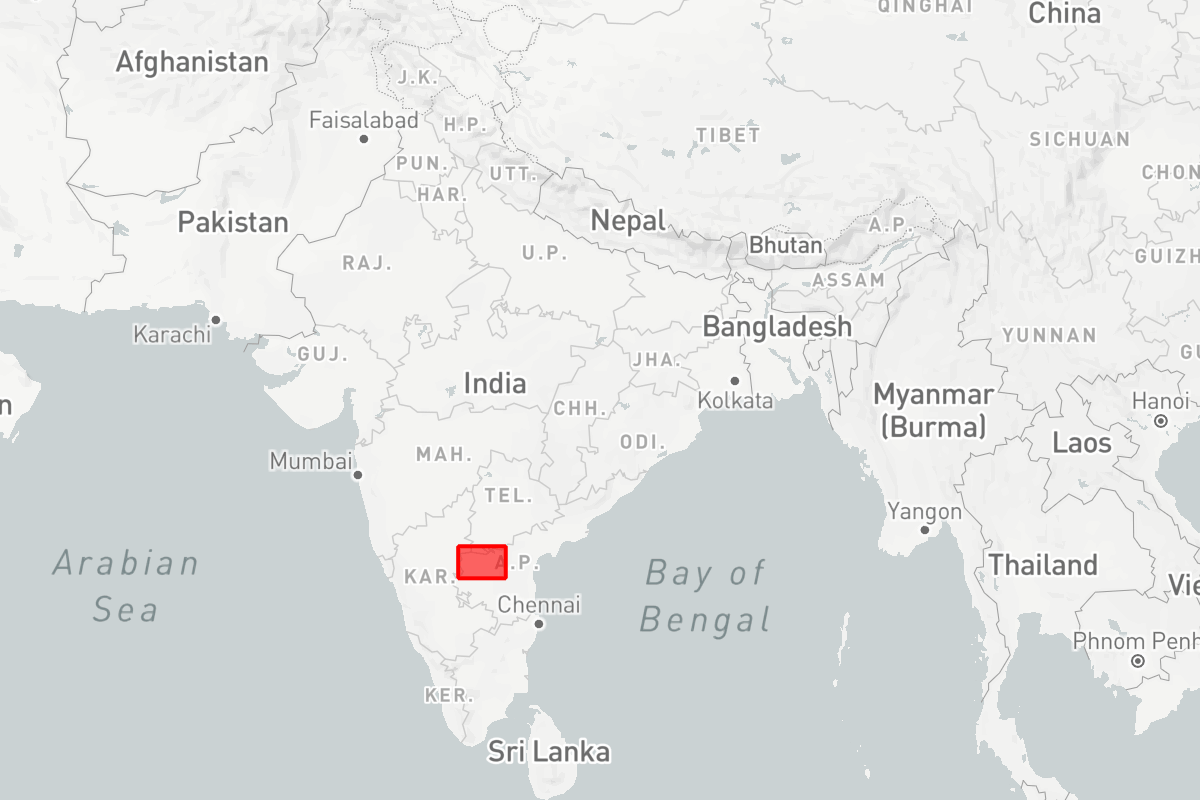 QINGHAI
China
Afghanistan
J.K.
Faisalabad
H.P.
TIBET
SICHUAN
PUN.
UTT.
CHON
HAR.
Pakistan
Nepal
A.P.
Bhutan
U.P.
RAJ.
ASSAM
GUIZH
Karachi
Bangladesh
YUNNAN
GUJ.
JHA.
GU
India
Kolkata
Myanmar
(Burma)
Hanoi
n
CHH.
ODI.
Laos
MAH.
Mumbai
TEL.
Yangon
Arabian
Sea
KAR.
A.P.
Bay of
Bengal
Thailand
Vie
Chennai
Phnom Penh
KER.
Sri Lanka